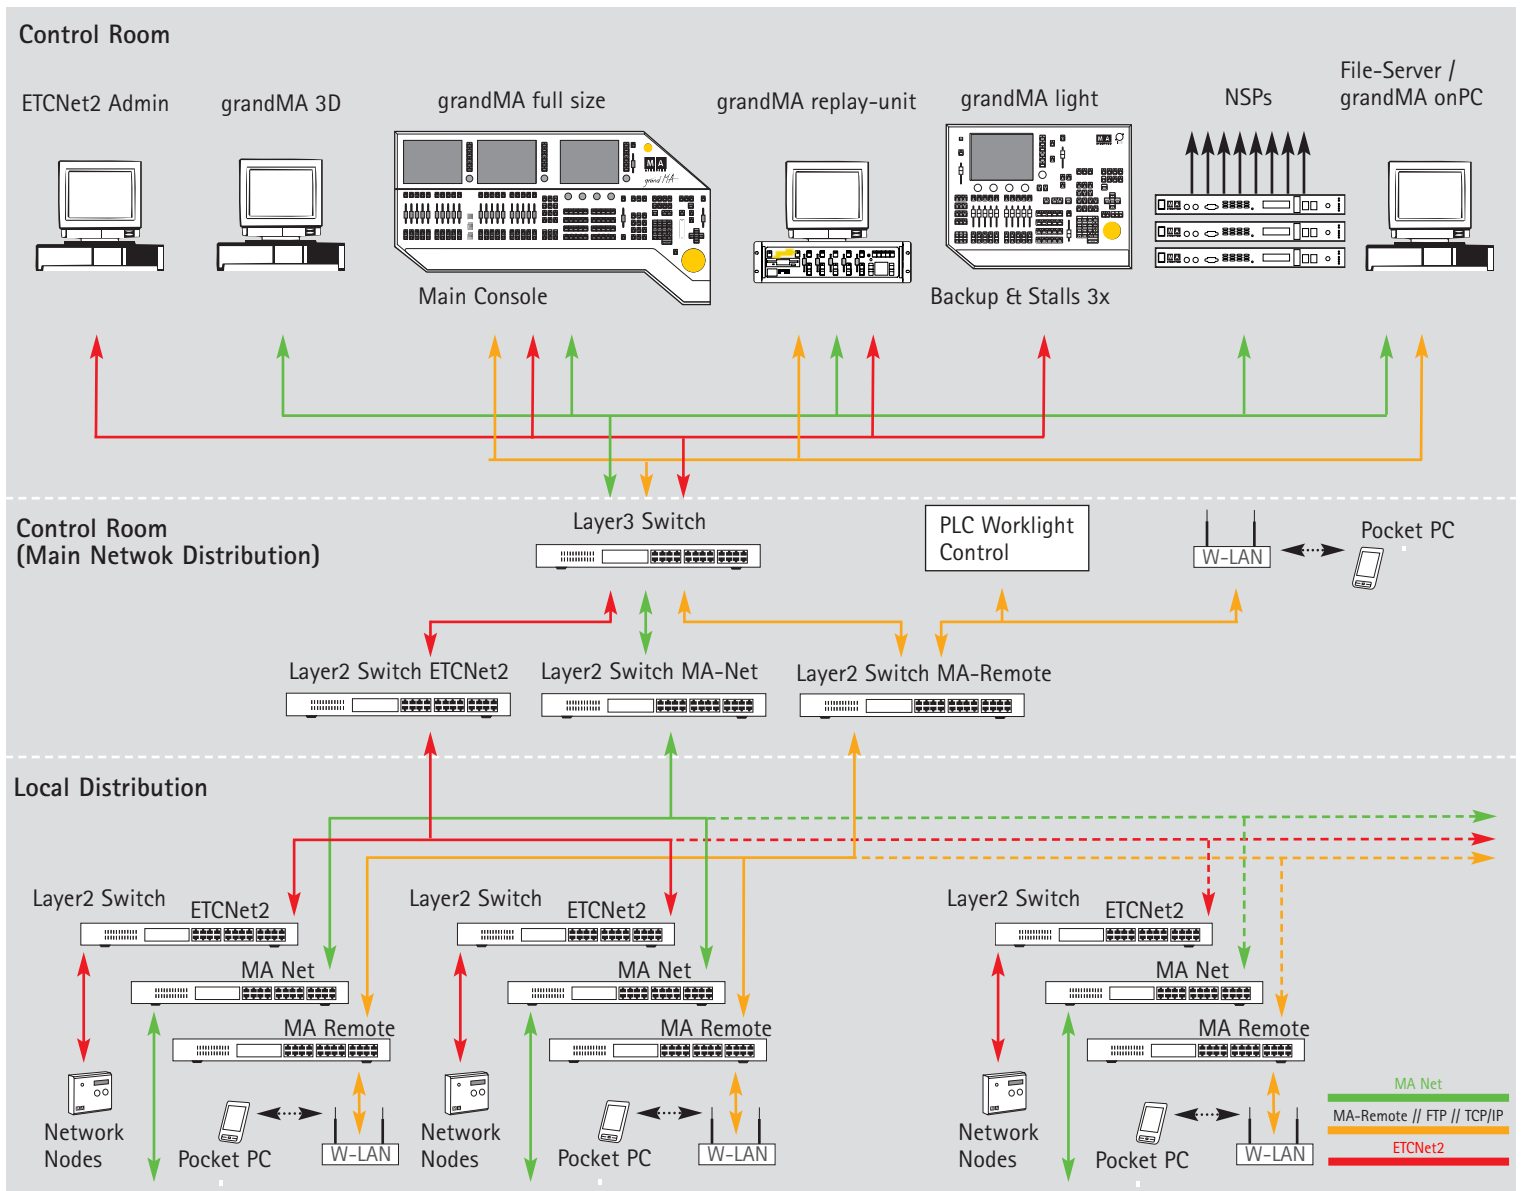 Control Room
ETCNet2 Admin
grandMA 3D
grandMA full size
grandMA replay-unit
grandMA light
NSPs
File-Server /
grandMA onPC
MA
grandMA
MA
Main Console
Backup & Stalls 3x
Control Room
(Main Netwok Distribution)
Layer3 Switch
PLC Worklight
Control
W-LAN
Pocket PC
Layer2 Switch ETCNet2
Layer2 Switch MA-Net
Layer2 Switch MA-Remote
Local Distribution
Layer2 Switch
ETCNet2
MA Net
MA Remote
Network
Nodes
Pocket PC
W-LAN
Layer2 Switch
ETCNet2
MA Net
MA Remote
Network
Nodes
Pocket PC
W-LAN
Layer2 Switch
ETCNet2
MA Net
MA Remote
Network
Nodes
Pocket PC
W-LAN
MA Net
MA-Remote // FTP // TCP/IP
ETCNet2